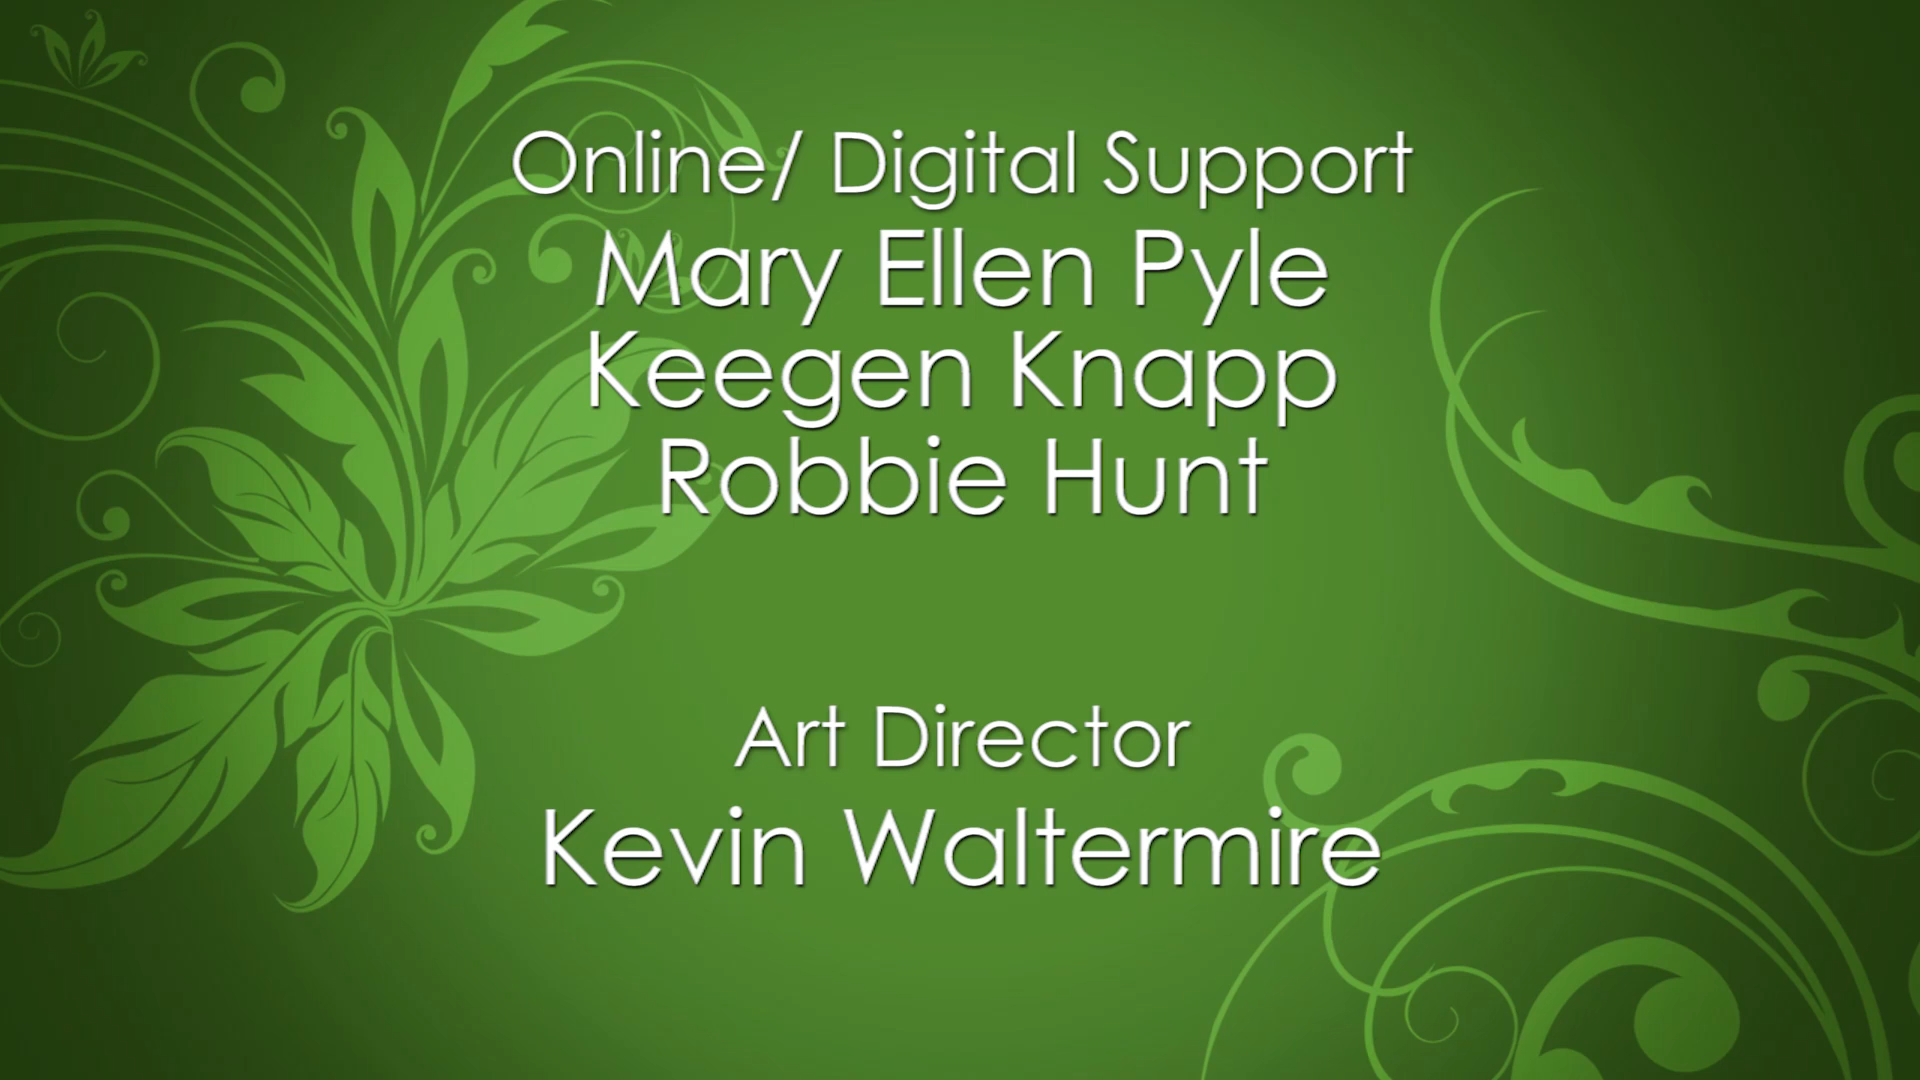 Online/ Digital Support
Mary Ellen Pyle
Keegen Knapp
Robbie Hunt
Art Director
Kevin Waltermire